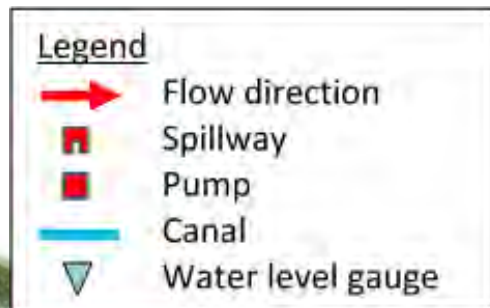 Legend
Flow direction
Spillway
Pump
Canal
Water level gauge